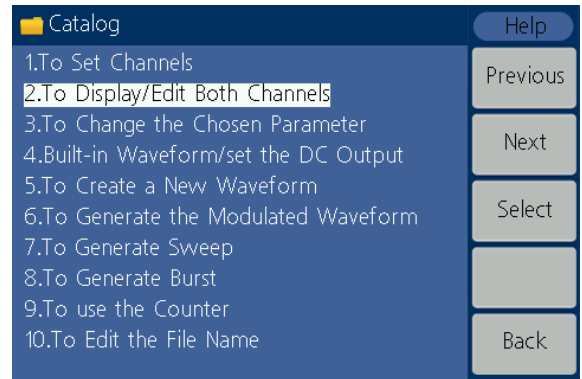 Catalog
Help
1.To Set Channels
2.To Display/Edit Both Channels
3.To Change the Chosen Parameter
4.Built-in Waveform/set the DC Output
5.To Create a New Waveform
6.To Generate the Modulated Waveform
7.To Generate Sweep
8.To Generate Burst
9.To use the Counter
10.To Edit the File Name
Previous
Next
Select
Back